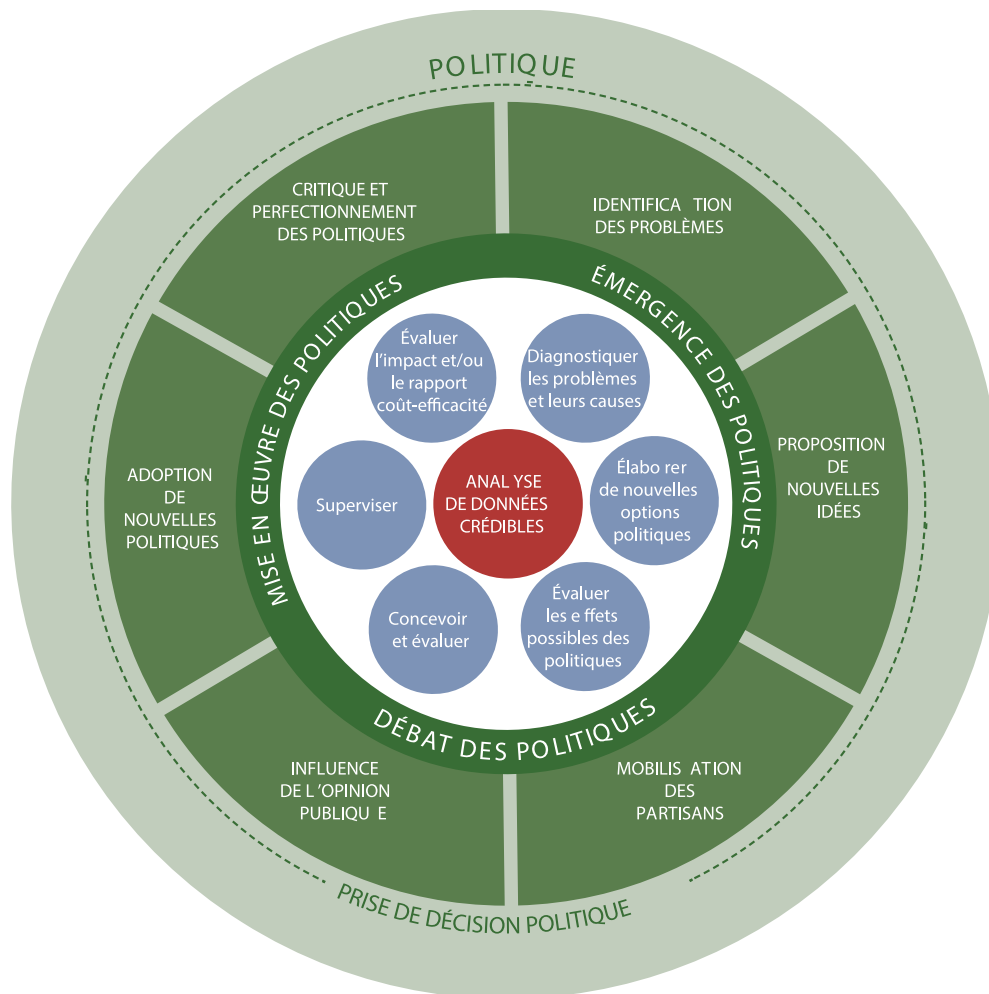 POLITIQUE
CRITIQUE ET
PERFECTIONNEMENT
DES POLITIQUES
IDENTIFICA TION
DES PROBLÈMES
PROPOSITION
DE
NOUVELLES
IDÉES
MOBILIS ATION
DES
PARTISANS
INFLUENCE
DE L 'OPINION
PUBLIQU E
ADOPTION
DE
NOUVELLES
POLITIQUES
MISE EN ŒUVRE DES POLITIQUES
ÉMERGENCE DES POLITIQUES
DÉBAT DES POLITIQUES
Évaluer
l'impact et/ou
le rapport
coût-efficacité
Diagnostiquer
les problèmes
et leurs causes
Élabo rer
de nouvelles
options
politiques
Évaluer
les e ffets
possibles des
politiques
Concevoir
et évaluer
Superviser
ANAL YSE
DE DONNÉES
CRÉDIBLES
PRISE DE DÉCISION POLITIQUE